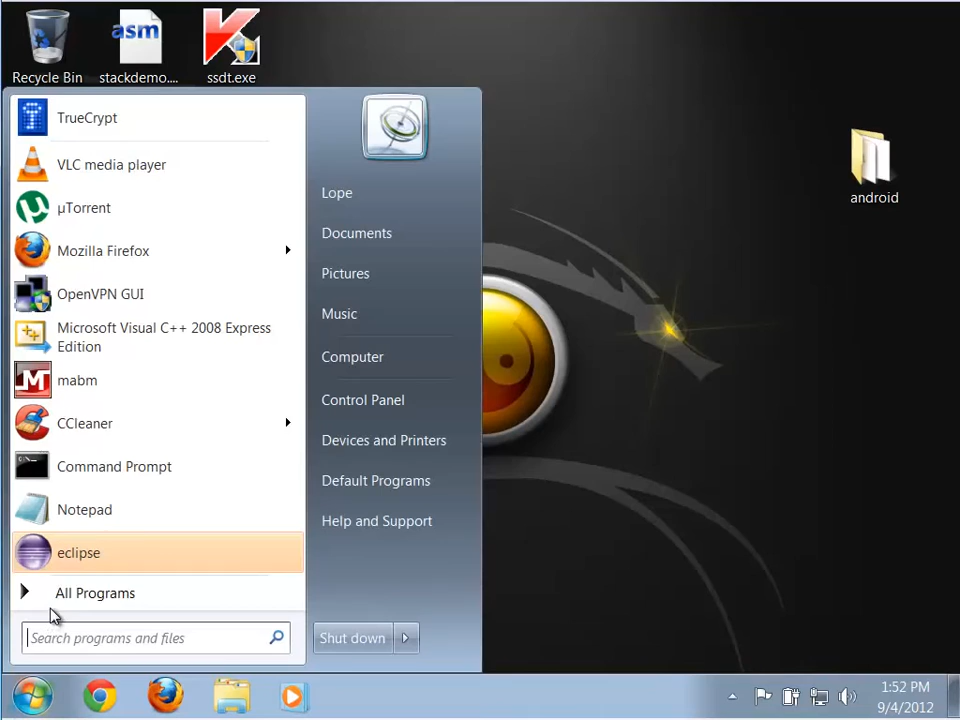 asm
Recycle Bin
stackdemo....
ssdt.exe
android
TrueCrypt
VLC media player
µTorrent
Mozilla Firefox
OpenVPN GUI
Microsoft Visual C++ 2008 Express
Edition
mabm
CCleaner
Command Prompt
Notepad
eclipse
All Programs
Search programs and files
Lope
Documents
Pictures
Music
Computer
Control Panel
Devices and Printers
Default Programs
Help and Support
Shut down
1:52 PM
9/4/2012